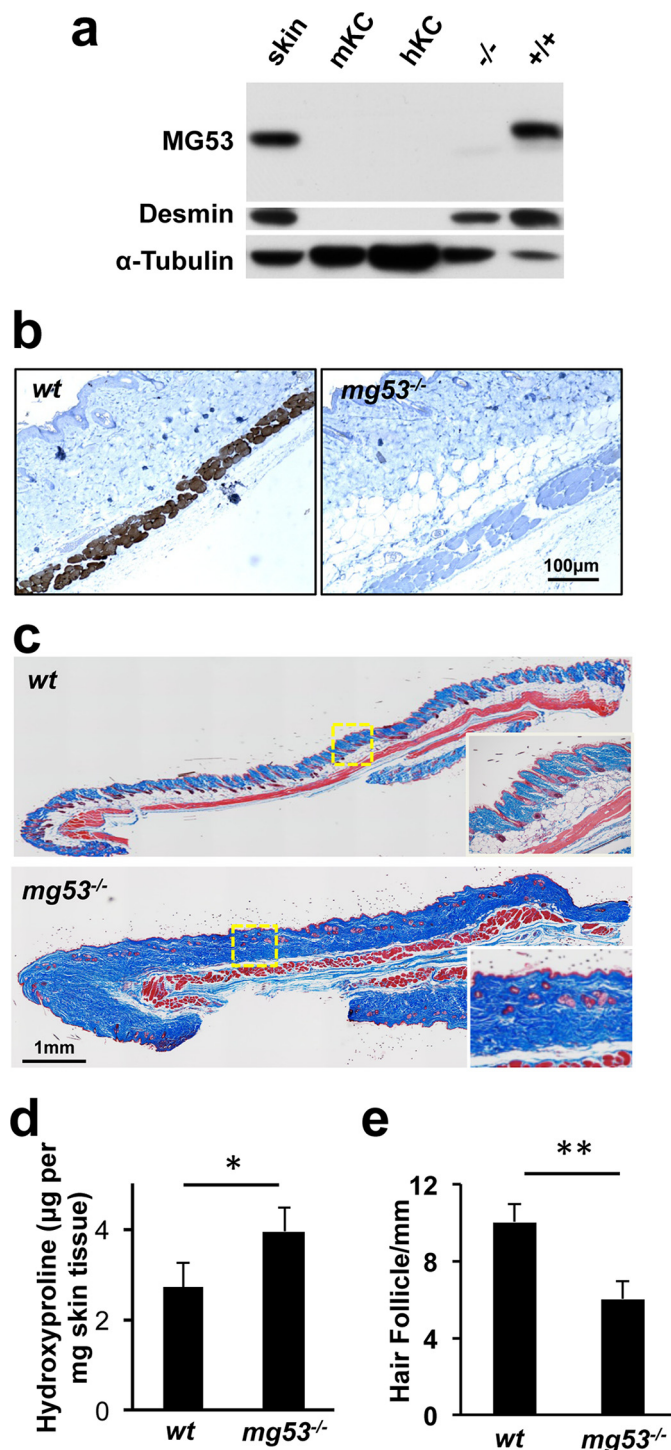 a
skin mKC hKC -/- +/+
MG53
Desmin
α-Tubulin
b
wt
mg53-/-
100µm
c
wt
mg53-/-
1mm
d
Hydroxyproline (µg per
mg skin tissue)
*
4
2
0
wt mg53-/-
e
Hair Follicle/mm
**
12
8
4
0
wt mg53-/-